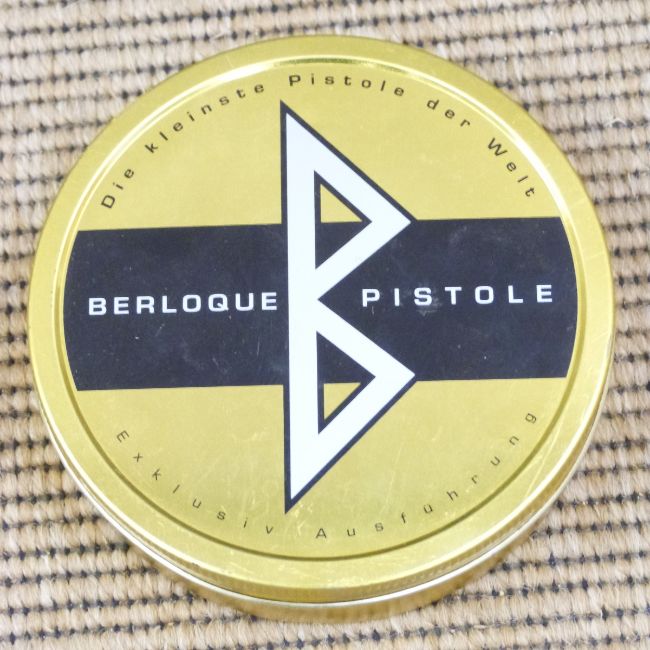 Die kleinste Pistole der Welt
BERLOQUE PISTOLE
Exklusiv Ausführung